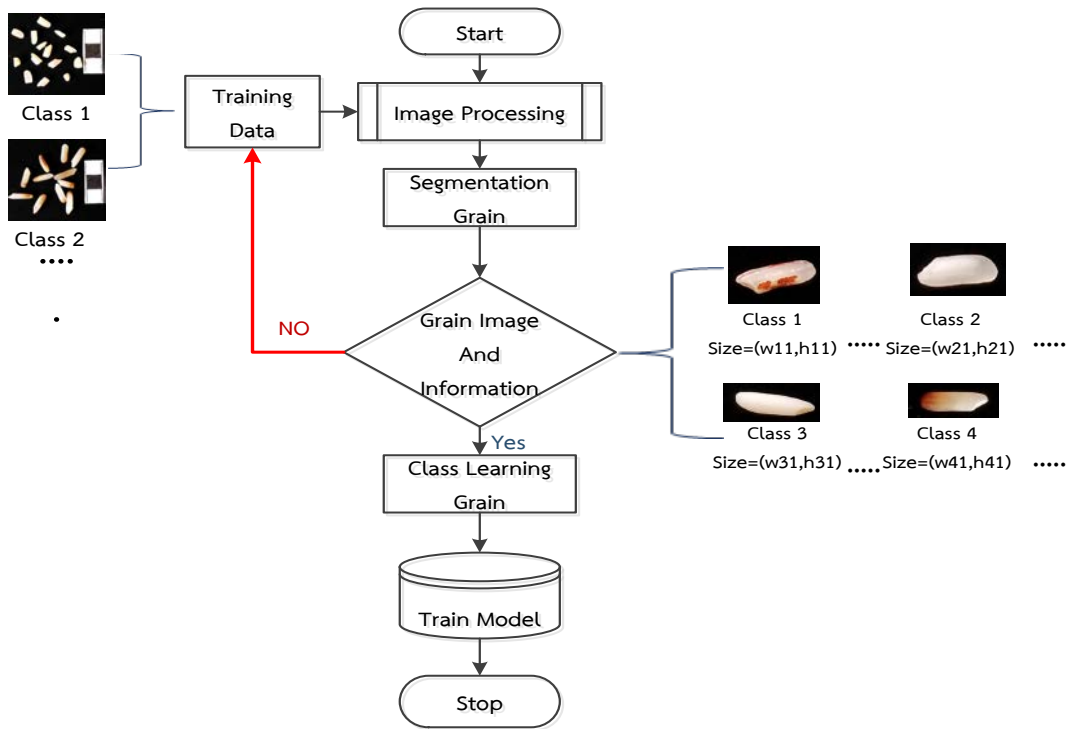 Start
Training
Data
Image Processing
Class 1
Segmentation
Grain
Class 2
....
.
NO
Grain Image
And
Information
Class 1
Size=(w11,h11)
.....
Class 2
Size=(w21,h21)
.....
Class 3
Size=(w31,h31)
.....
Class 4
Size=(w41,h41)
.....
Yes
Class Learning
Grain
Train Model
Stop